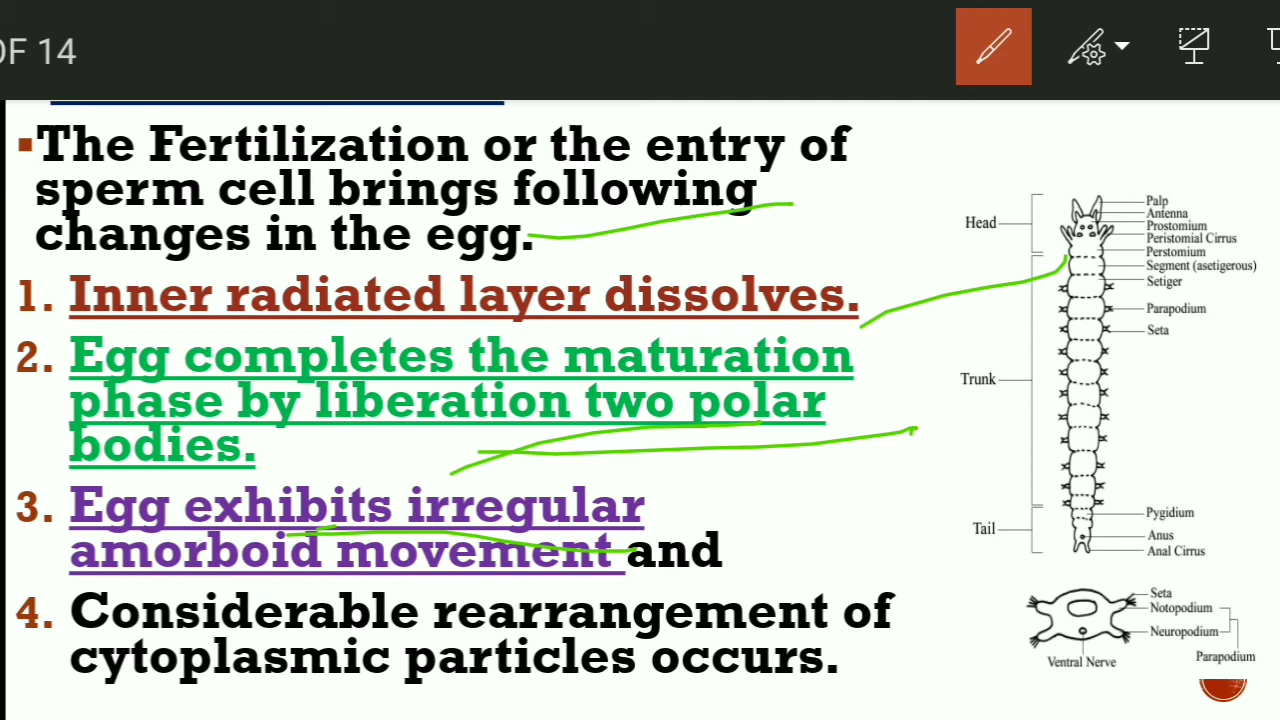 OF 14
▪The Fertilization or the entry of
sperm cell brings following
changes in the egg.
1. Inner radiated layer dissolves.
2. Egg completes the maturation
phase by liberation two polar
bodies.
3. Egg exhibits irregular
amorboid movement and
4. Considerable rearrangement of
cytoplasmic particles occurs.
Head
Palp
Antenna
Prostomium
Peristomial Cirrus
Perstomium
Segment (asetigerous)
Setiger
Parapodium
Seta
Trunk
Tail
Pygidium
Anus
Anal Cirrus
Seta
Notopodium
Neuropodium
Parapodium
Ventral Nerve